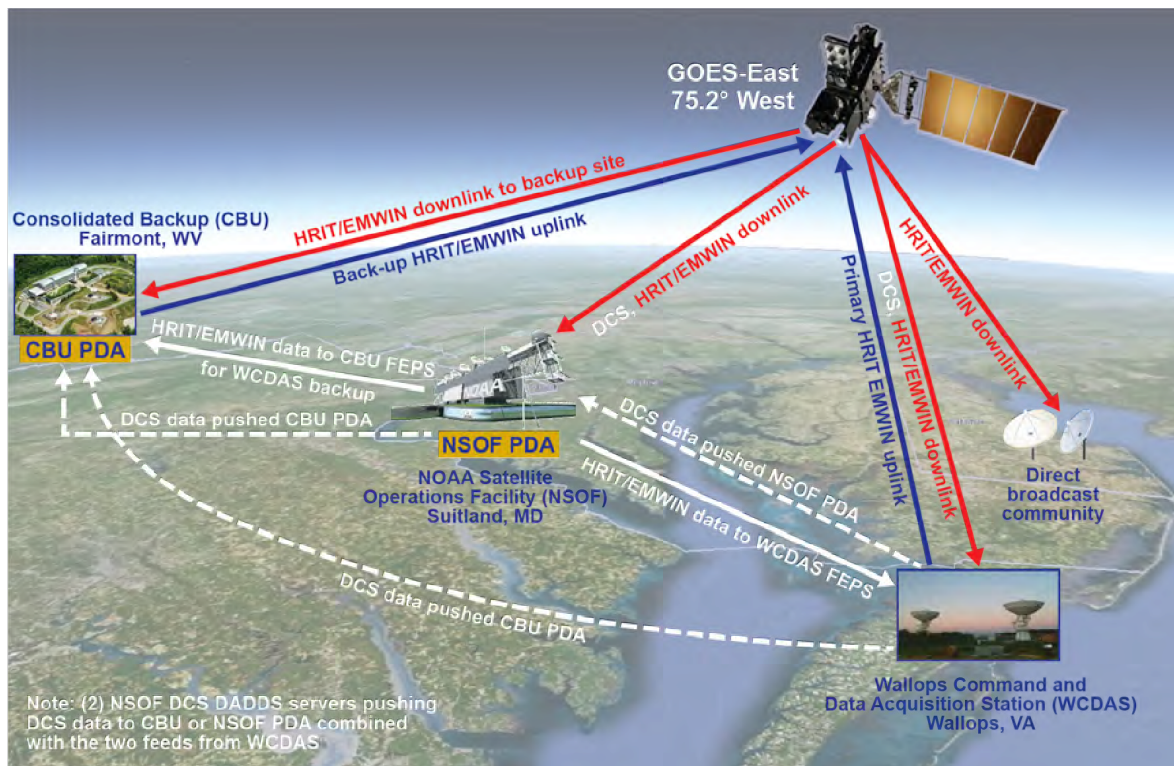 GOES-East
75.2° West
HRIT/EMWIN downlink to backup site
Back-up HRIT/EMWIN uplink
DCS, HRIT/EMWIN downlink
Primary HRIT EMWIN uplink
DCS, HRIT/EMWIN downlink
HRIT/EMWIN downlink
Consolidated Backup (CBU)
Fairmont, WV
CBU PDA
HRIT/EMWIN data to CBU FEPS
for WCDAS backup
DCS data pushed CBU PDA
NOAA
NSOF PDA
NOAA Satellite
Operations Facility (NSOF)
Suitland, MD
DCS data pushed NSOF PDA
HRIT/EMWIN data to WCDAS FEPS
DCS data pushed CBU PDA
Direct
broadcast
community
Wallops Command and
Data Acquisition Station (WCDAS)
Wallops, VA
Note: (2) NSOF DCS DADDS servers pushing
DCS data to CBU or NSOF PDA combined
with the two feeds from WCDAS